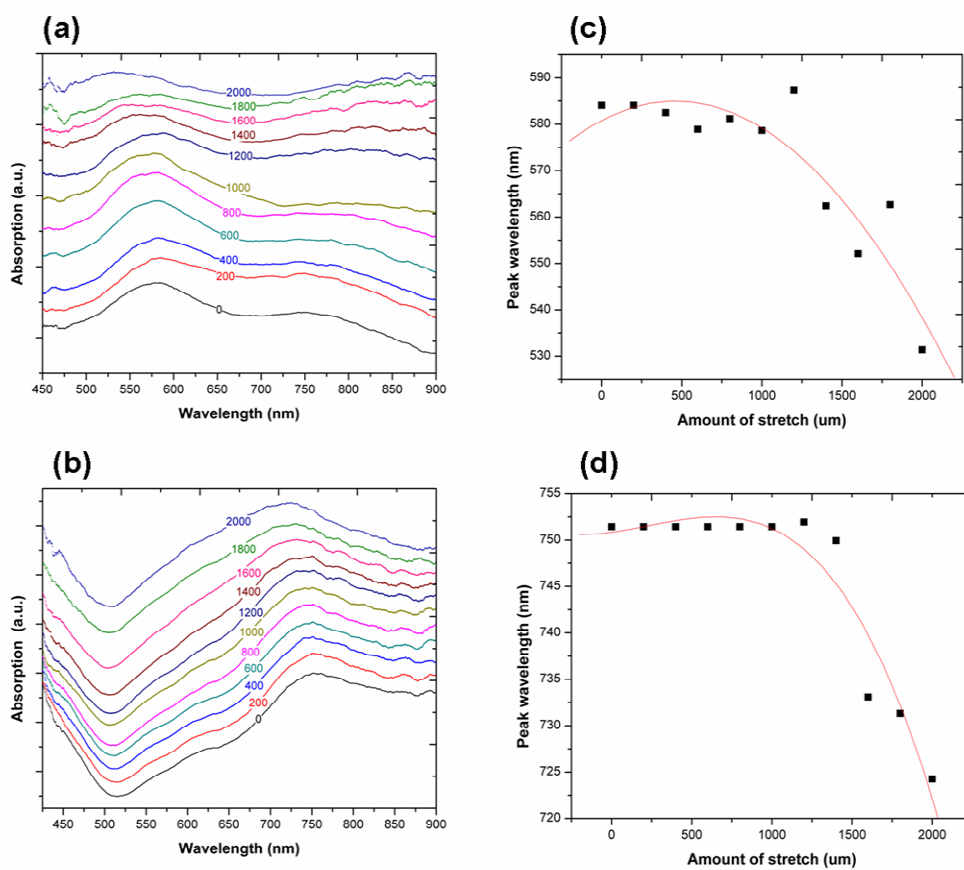 (a)
2000
1800
1600
1400
1200
1000
800
600
400
200
0
Absorption (a.u.)
450 500 550 600 650 700 750 800 850 900
Wavelength (nm)
(c)
590
580
570
560
550
540
530
Peak wavelength (nm)
0 500 1000 1500 2000
Amount of stretch (um)
(b)
2000
1800
1600
1400
1200
1000
800
600
400
200
0
Absorption (a.u.)
450 500 550 600 650 700 750 800 850 900
Wavelength (nm)
(d)
755
750
745
740
735
730
725
720
Peak wavelength (nm)
0 500 1000 1500 2000
Amount of stretch (um)